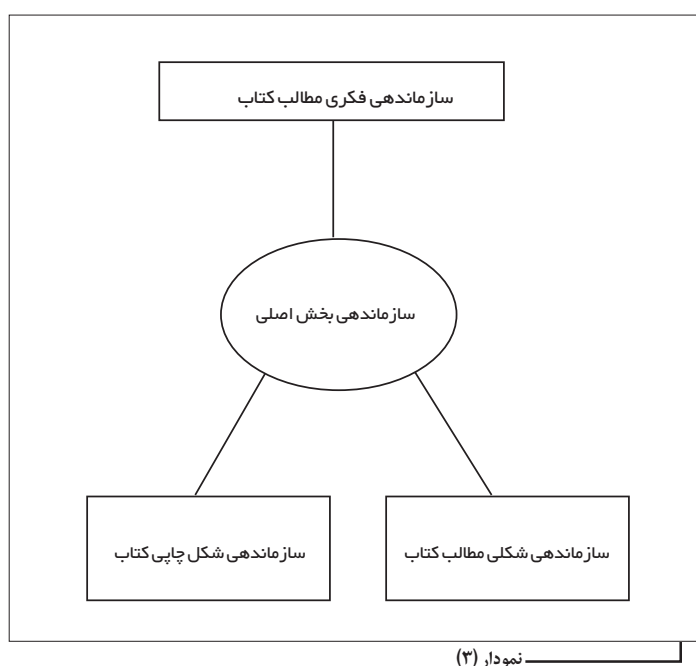 سازماندهی فکری مطالب کتاب
سازماندهی بخش اصلی
سازماندهی شکلی مطالب کتاب
سازماندهی شکل چاپی کتاب
نمودار (۳)